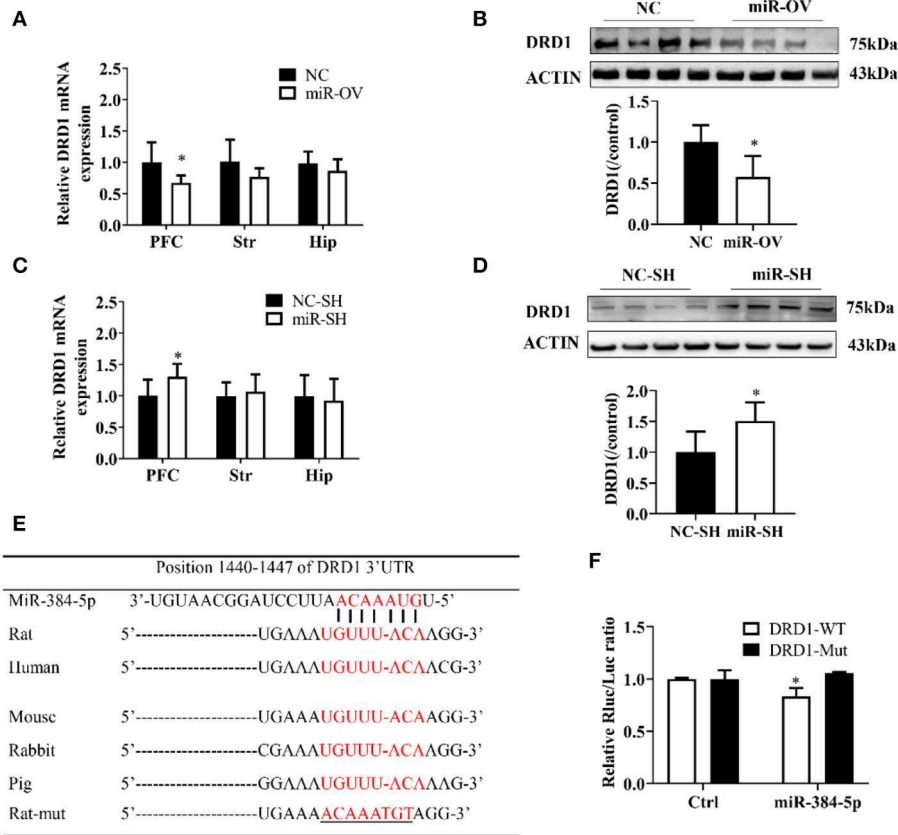 A
Relative DRD1 mRNA
expression
2.5
2.0
1.5
1.0
0.5
0.0
NC
miR-OV
*
PFC Str Hip
B
NC miR-OV
DRD1 75kDa
ACTIN 43kDa
DRD1(/control)
1.5
1.0
0.5
0.0
*
NC miR-OV
C
Relative DRD1 mRNA
expression
2.5
2.0
1.5
1.0
0.5
0.0
NC-SH
miR-SH
*
PFC Str Hip
D
NC-SH miR-SH
DRD1 75kDa
ACTIN 43kDa
DRD1(/control)
2.0
1.5
1.0
0.5
0.0
*
NC-SH miR-SH
E
Position 1440-1447 of DRD1 3’UTR
MiR-384-5p 3’-UGUAACGGAUCCUUAACAAAUGU-5’
Rat 5’----------------------UGAAAUGUUU-ACAAGG-3’
Human 5’----------------------UGAAAUGUUU-ACAACG-3’
Mouse 5’----------------------UGAAAUGUUU-ACAAGG-3’
Rabbit 5’----------------------CGAAAUGUUU-ACAAGG-3’
Pig 5’----------------------GGAAAUGUUU-ACAAAG-3’
Rat-mut 5’----------------------UGAAAACAAATGTAGG-3’
F
Relative Rluc/Luc ratio
1.5
1.0
0.5
0.0
DRD1-WT
DRD1-Mut
*
Ctrl miR-384-5p